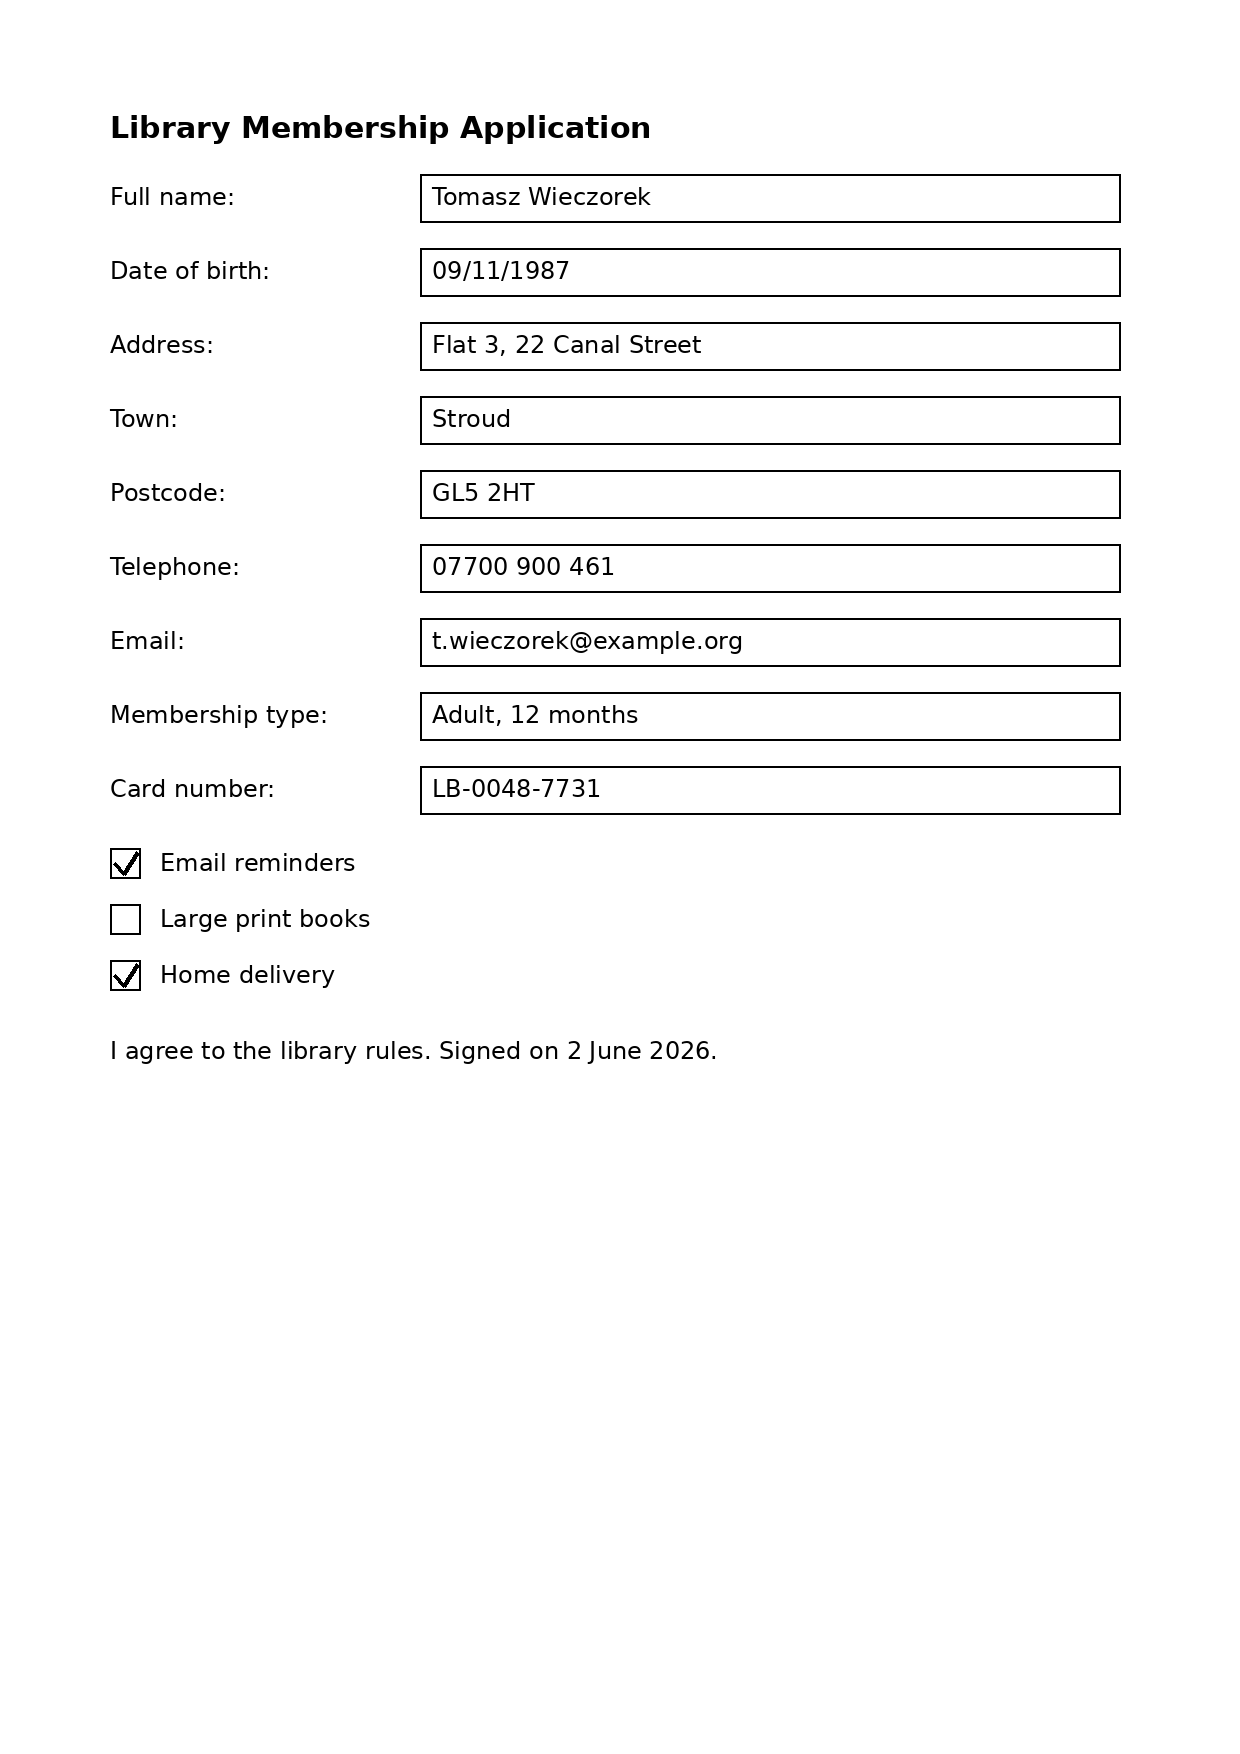 Library Membership Application
Full name: Tomasz Wieczorek
Date of birth: 09/11/1987
Address: Flat 3, 22 Canal Street
Town: Stroud
Postcode: GL5 2HT
Telephone: 07700 900 461
Email: t.wieczorek@example.org
Membership type: Adult, 12 months
Card number: LB-0048-7731
Email reminders
Large print books
Home delivery
I agree to the library rules. Signed on 2 June 2026.